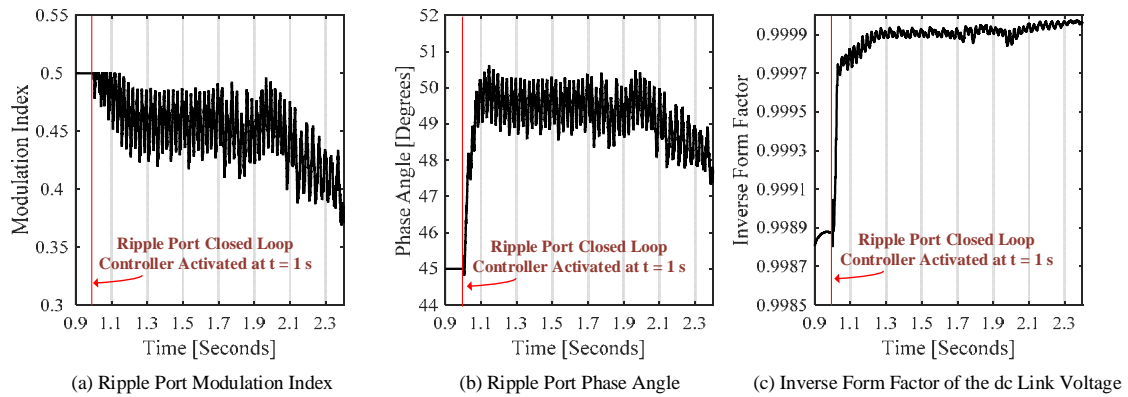 0.5
0.45
0.4
0.35
0.3
Modulation Index
Ripple Port Closed Loop
Controller Activated at t = 1 s
0.9 1.1 1.3 1.5 1.7 1.9 2.1 2.3
Time [Seconds]
(a) Ripple Port Modulation Index
52
51
50
49
48
47
46
45
44
Phase Angle [Degrees]
Ripple Port Closed Loop
Controller Activated at t = 1 s
0.9 1.1 1.3 1.5 1.7 1.9 2.1 2.3
Time [Seconds]
(b) Ripple Port Phase Angle
0.9999
0.9997
0.9995
0.9993
0.9991
0.9989
0.9987
0.9985
Inverse Form Factor
Ripple Port Closed Loop
Controller Activated at t = 1 s
0.9 1.1 1.3 1.5 1.7 1.9 2.1 2.3
Time [Seconds]
(c) Inverse Form Factor of the dc Link Voltage